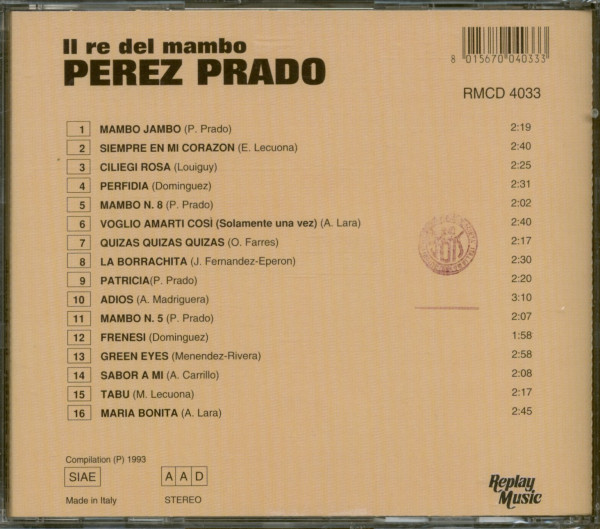 Il re del mambo
PEREZ PRADO
8 015670 040333
RMCD 4033
1 MAMBO JAMBO (P. Prado) 2:19
2 SIEMPRE EN MI CORAZON (E. Lecuona) 2:40
3 CILIEGI ROSA (Louiguy) 2:25
4 PERFIDIA (Dominguez) 2:31
5 MAMBO N. 8 (P. Prado) 2:02
6 VOGLIO AMARTI COSÌ (Solamente una vez) (A. Lara) 2:40
7 QUIZAS QUIZAS QUIZAS (O. Farres) 2:17
8 LA BORRACHITA (J. Fernandez-Eperon) 2:30
9 PATRICIA(P. Prado) 2:20
10 ADIOS (A. Madriguera) 3:10
11 MAMBO N. 5 (P. Prado) 2:07
12 FRENESI (Dominguez) 1:58
13 GREEN EYES (Menendez-Rivera) 2:58
14 SABOR A MI (A. Carrillo) 2:08
15 TABU (M. Lecuona) 2:17
16 MARIA BONITA (A. Lara) 2:45
Compilation (P) 1993
SIAE A A D
Made in Italy STEREO
Replay
Music